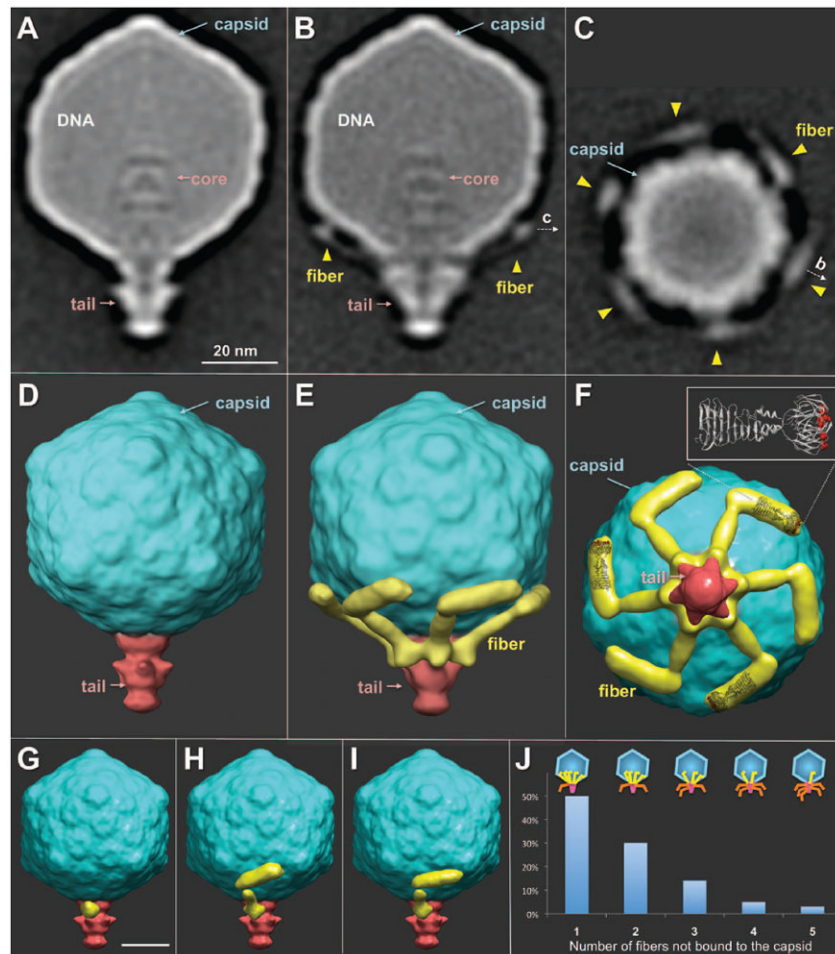 A
capsid
DNA
core
tail
20 nm
B
capsid
DNA
core
c
fiber
fiber
tail
C
fiber
capsid
b
D
capsid
tail
E
capsid
fiber
tail
F
capsid
tail
fiber
G
H
I
J
50%
40%
30%
20%
10%
0%
1 2 3 4 5
Number of fibers not bound to the capsid